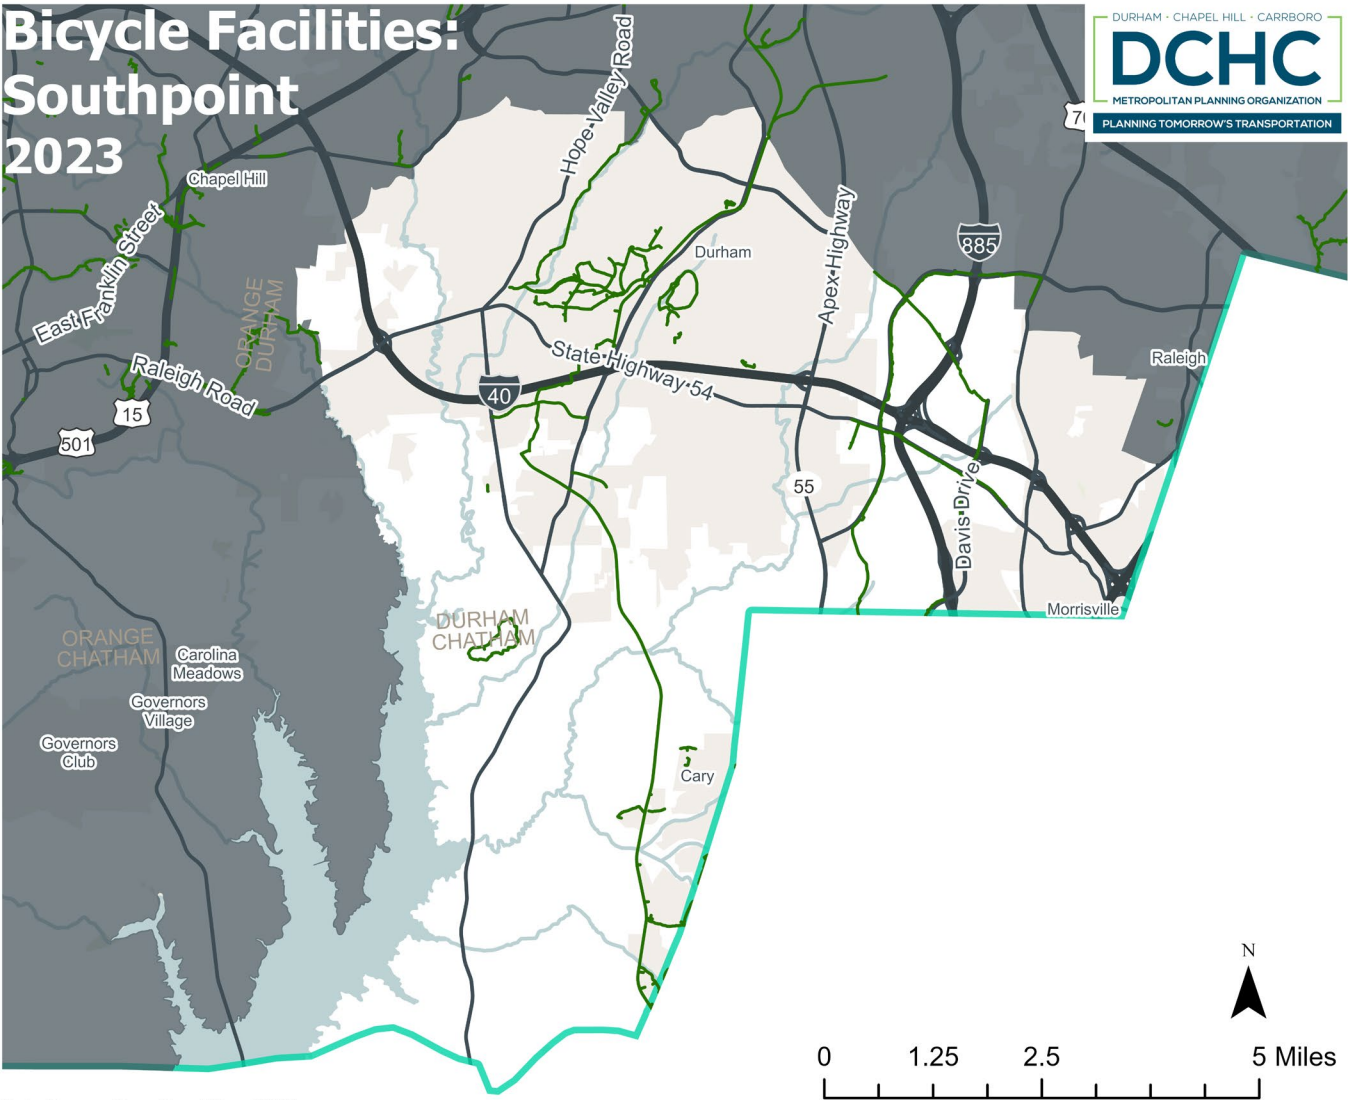 Bicycle Facilities:
Southpoint
2023
DURHAM · CHAPEL HILL · CARRBORO
DCHC
METROPOLITAN PLANNING ORGANIZATION
PLANNING TOMORROW'S TRANSPORTATION
Hope Valley Road
70
Chapel Hill
East Franklin Street
ORANGE
DURHAM
Durham
Apex Highway
885
Raleigh
Raleigh Road
State Highway 54
40
15
501
55
Davis Drive
Morrisville
DURHAM
CHATHAM
ORANGE
CHATHAM
Carolina
Meadows
Governors
Village
Governors
Club
Cary
N
0 1.25 2.5 5 Miles